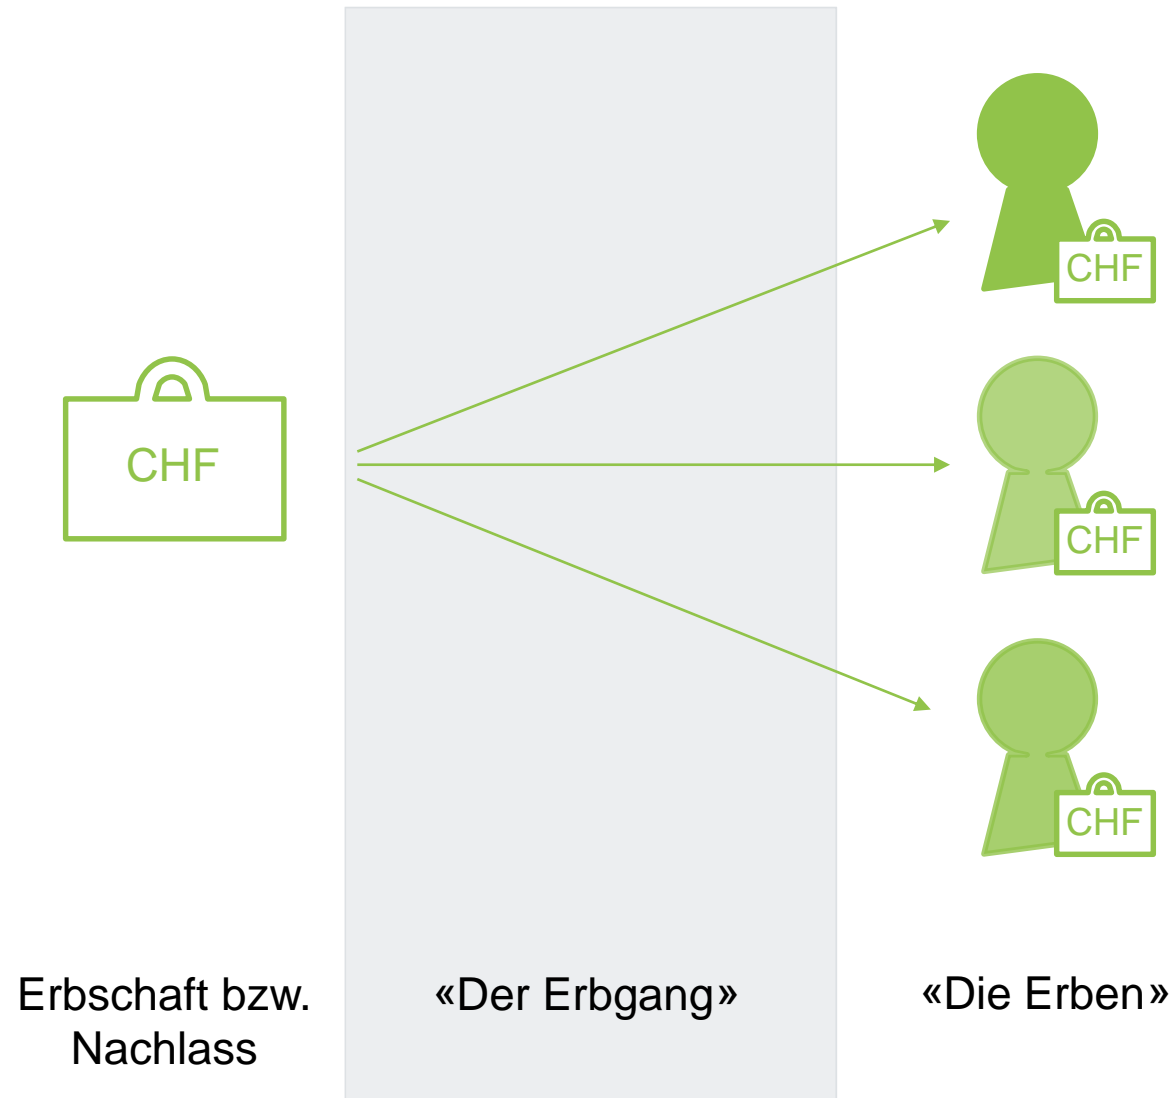 CHF
CHF
CHF
CHF
Erbschaft bzw.
Nachlass
«Der Erbgang»
«Die Erben»